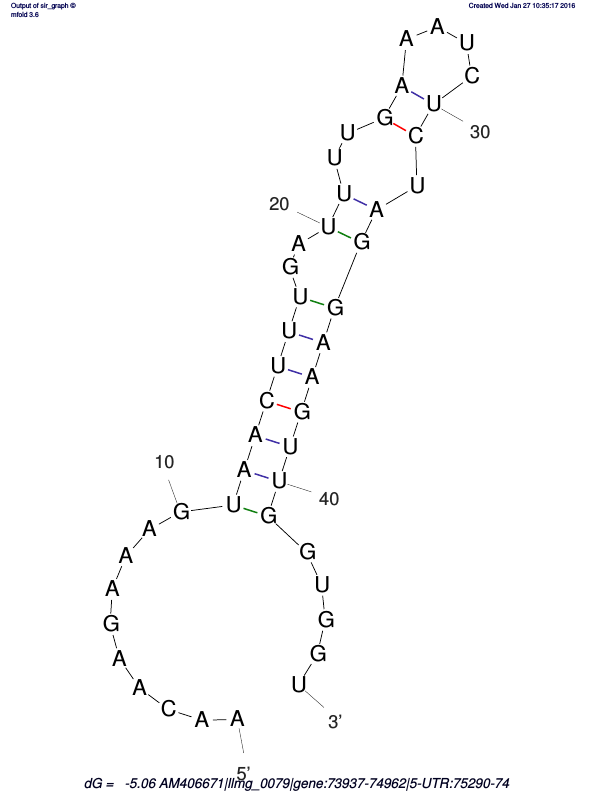 Output of sir_graph ©
mfold 3.6
Created Wed Jan 27 10:35:17 2016
A A U
C
A U
U G C 30
U
U
U A
20 U G
A
G
U G
U A
U A
C G
A U
10 A U 40
G U G
A
A G
A U
G G
A G
A U
C A A 3'
5'
dG = -5.06 AM406671|llmg_0079|gene:73937-74962|5-UTR:75290-74